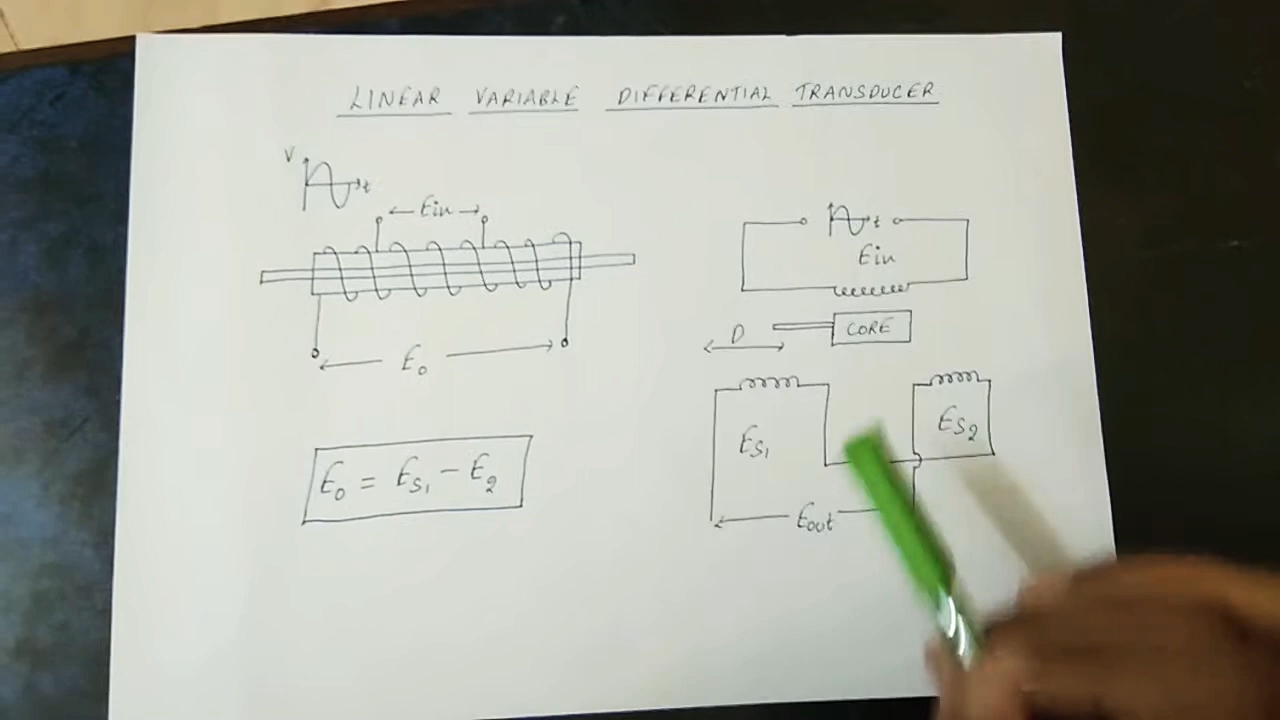 LINEAR VARIABLE DIFFERENTIAL TRANSDUCER
V
t
Ein
E0
E0 = ES1 - E2
t
Ein
D
CORE
ES1
ES2
Eout